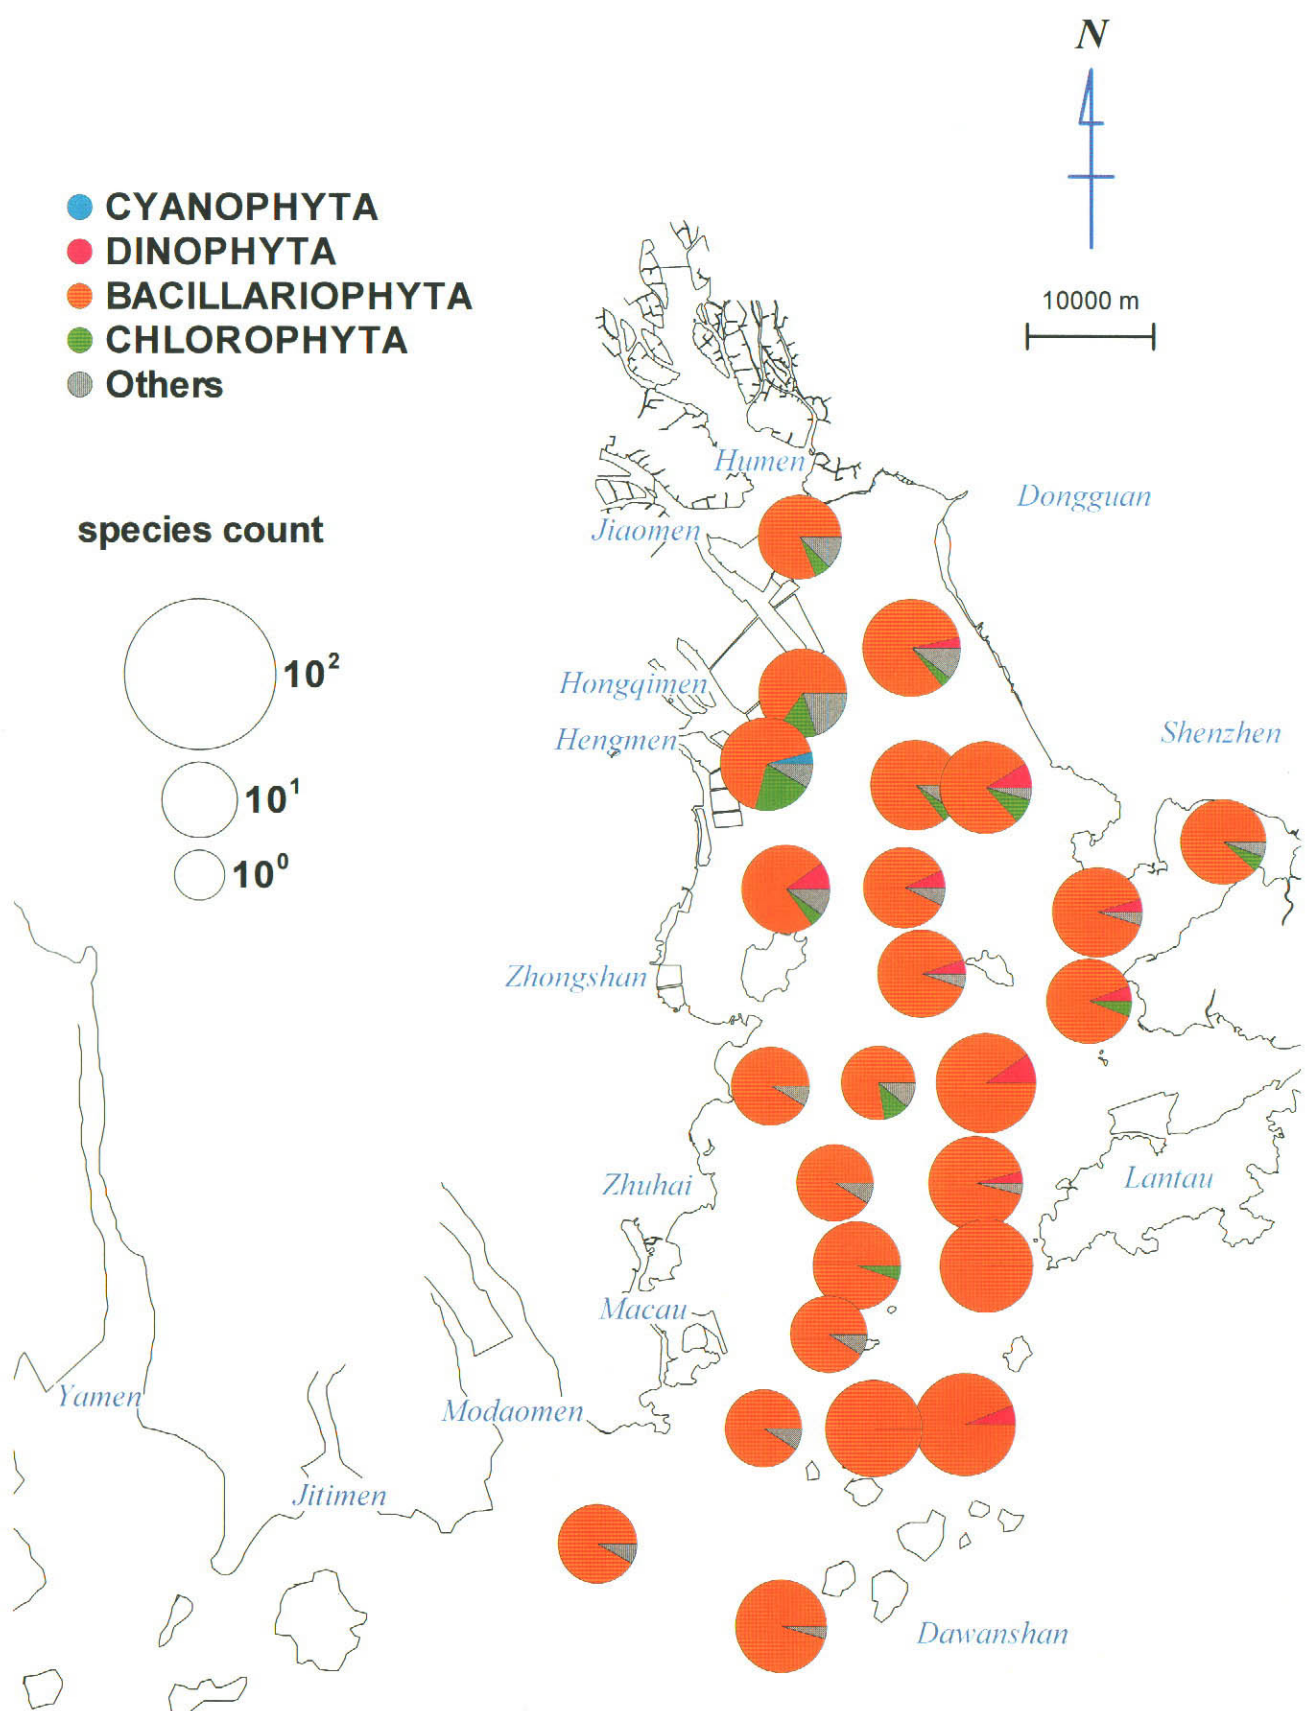 N
CYANOPHYTA
DINOPHYTA
BACILLARIOPHYTA
CHLOROPHYTA
Others
10000 m
Humen
Dongguan
Jiaomen
species count
10²
10¹
10⁰
Hongqimen
Hengmen
Shenzhen
Zhongshan
Zhuhai
Lantau
Macau
Yamen
Modaomen
Jitimen
Dawanshan